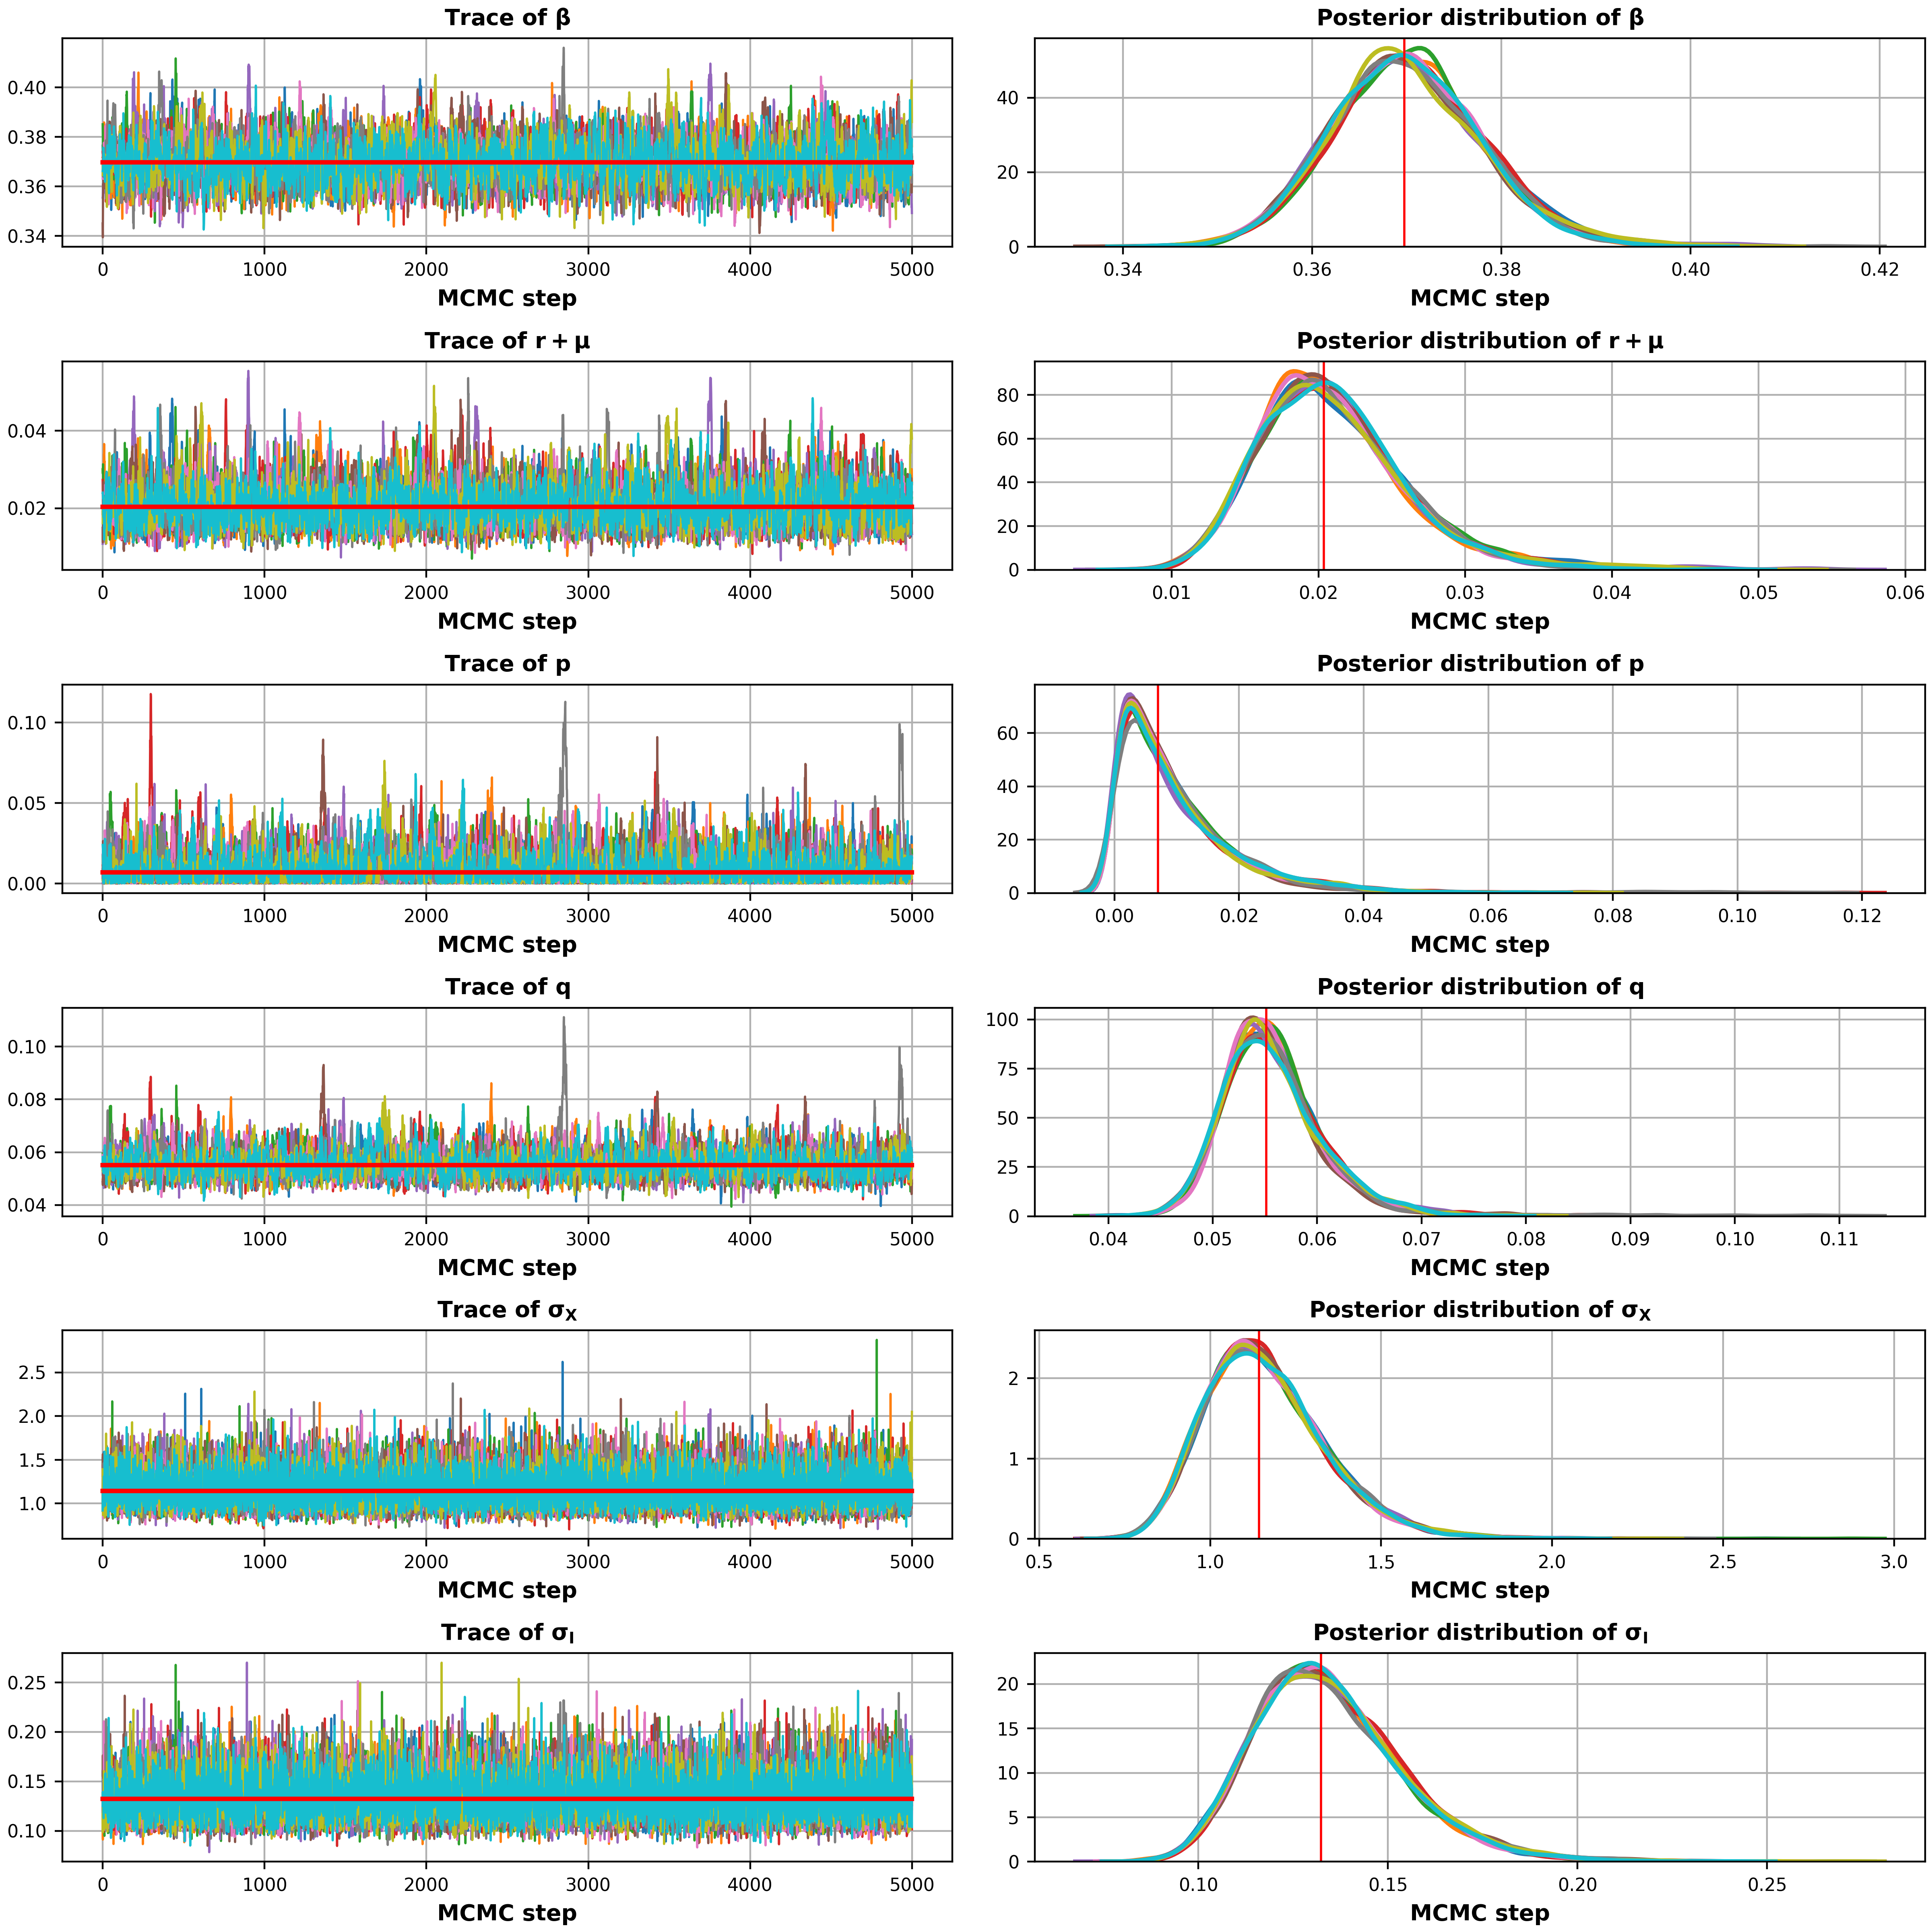 Trace of β
0.40
0.38
0.36
0.34
0 1000 2000 3000 4000 5000
MCMC step
Posterior distribution of β
40
20
0
0.34 0.36 0.38 0.40 0.42
MCMC step
Trace of r + μ
0.04
0.02
0 1000 2000 3000 4000 5000
MCMC step
Posterior distribution of r + μ
80
60
40
20
0
0.01 0.02 0.03 0.04 0.05 0.06
MCMC step
Trace of p
0.10
0.05
0.00
0 1000 2000 3000 4000 5000
MCMC step
Posterior distribution of p
60
40
20
0
0.00 0.02 0.04 0.06 0.08 0.10 0.12
MCMC step
Trace of q
0.10
0.08
0.06
0.04
0 1000 2000 3000 4000 5000
MCMC step
Posterior distribution of q
100
75
50
25
0
0.04 0.05 0.06 0.07 0.08 0.09 0.10 0.11
MCMC step
Trace of σX
2.5
2.0
1.5
1.0
0 1000 2000 3000 4000 5000
MCMC step
Posterior distribution of σX
2
1
0
0.5 1.0 1.5 2.0 2.5 3.0
MCMC step
Trace of σI
0.25
0.20
0.15
0.10
0 1000 2000 3000 4000 5000
MCMC step
Posterior distribution of σI
20
15
10
5
0
0.10 0.15 0.20 0.25
MCMC step